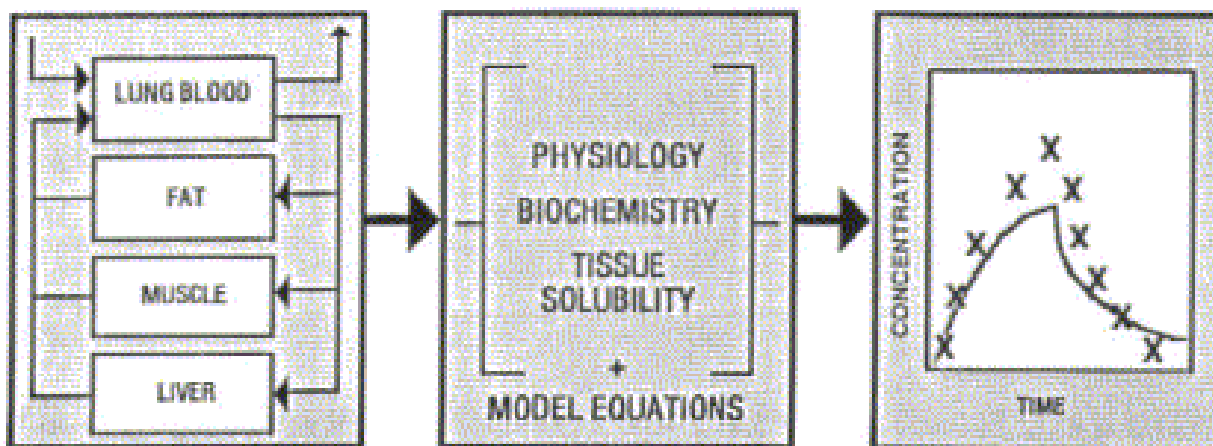 LUNG BLOOD
FAT
MUSCLE
LIVER
PHYSIOLOGY
BIOCHEMISTRY
TISSUE
SOLUBILITY
+
MODEL EQUATIONS
CONCENTRATION
X
X
X
X
X
X
X
X
X
X
TIME